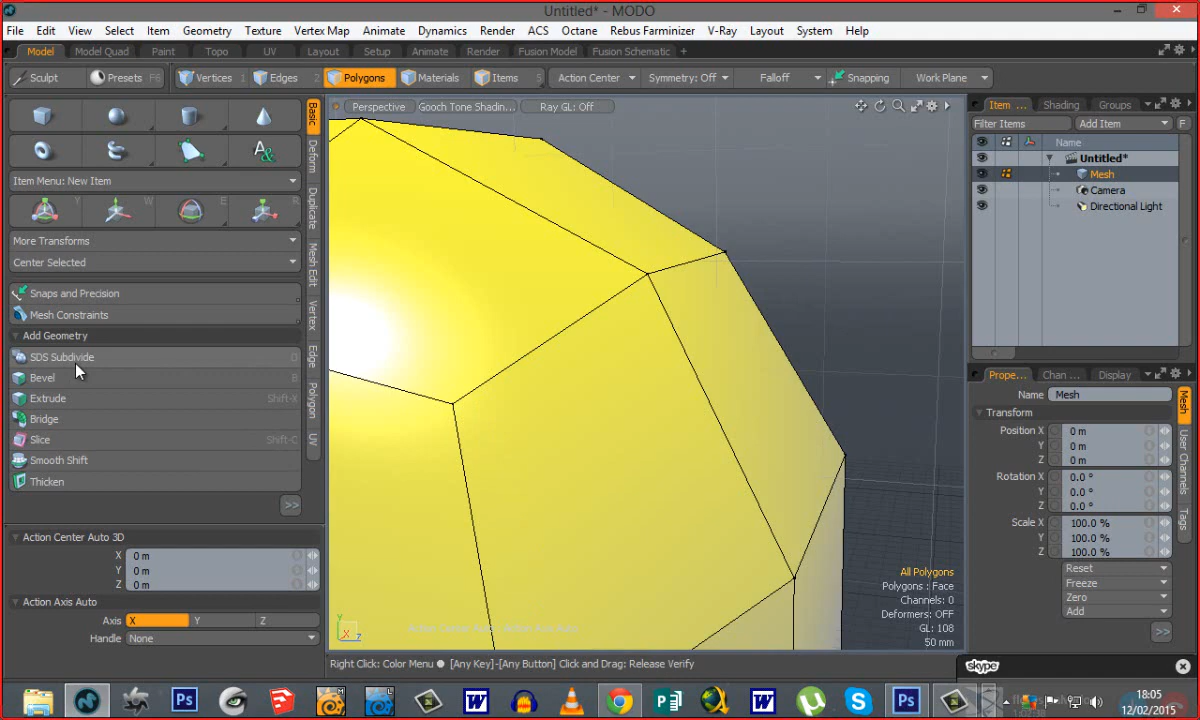 Untitled* - MODO
File Edit View Select Item Geometry Texture Vertex Map Animate Dynamics Render ACS Octane Rebus Farminizer V-Ray Layout System Help
Model Model Quad Paint Topo UV Layout Setup Animate Render Fusion Model Fusion Schematic +
Sculpt Presets F6 Vertices 1 Edges 2 Polygons Materials Items 5 Action Center Symmetry: Off Falloff Snapping Work Plane
Perspective Gooch Tone Shadin... Ray GL: Off
Item ... Shading Groups
Filter Items Add Item F
Name
Untitled*
Mesh
Camera
Directional Light
Basic
Deform
Duplicate
Mesh Edit
Vertex
Edge
Polygon
UV
Item Menu: New Item
Y W E R
More Transforms
Center Selected
Snaps and Precision
Mesh Constraints
Add Geometry
SDS Subdivide D
Bevel B
Extrude Shift-X
Bridge
Slice Shift-C
Smooth Shift
Thicken
>>
Action Center Auto 3D
X 0 m
Y 0 m
Z 0 m
Action Axis Auto
Axis X Y Z
Handle None
All Polygons
Polygons : Face
Channels: 0
Deformers: OFF
GL: 108
50 mm
Y
X Z
Right Click: Color Menu ● [Any Key]-[Any Button] Click and Drag: Release Verify
Prope... Chan ... Display
Name Mesh
Transform
Position X 0 m
Y 0 m
Z 0 m
Rotation X 0.0 °
Y 0.0 °
Z 0.0 °
Scale X 100.0 %
Y 100.0 %
Z 100.0 %
Reset
Freeze
Zero
Add
>>
Mesh
User Channels
Tags
skype
18:05
12/02/2015